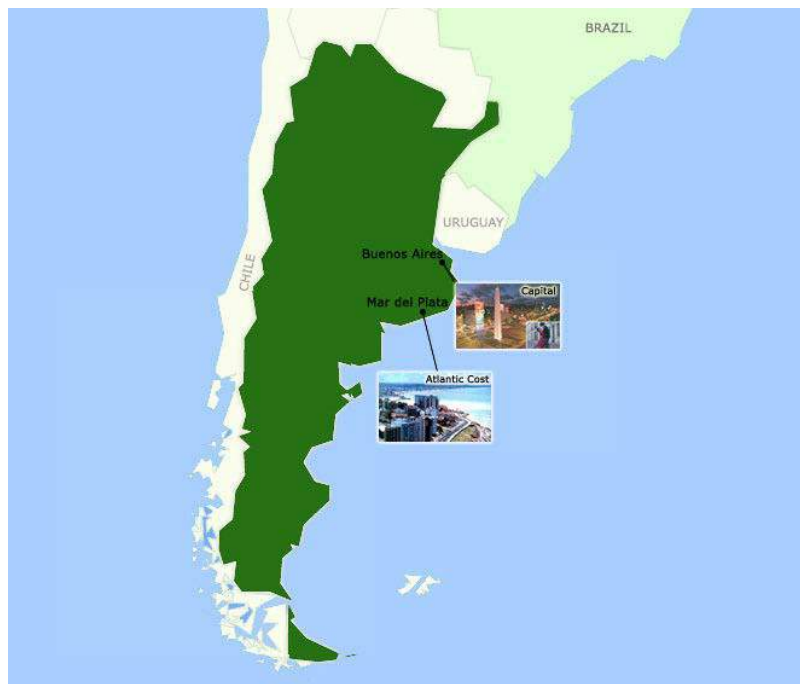 BRAZIL
URUGUAY
CHILE
Buenos Aires
Capital
Mar del Plata
Atlantic Cost